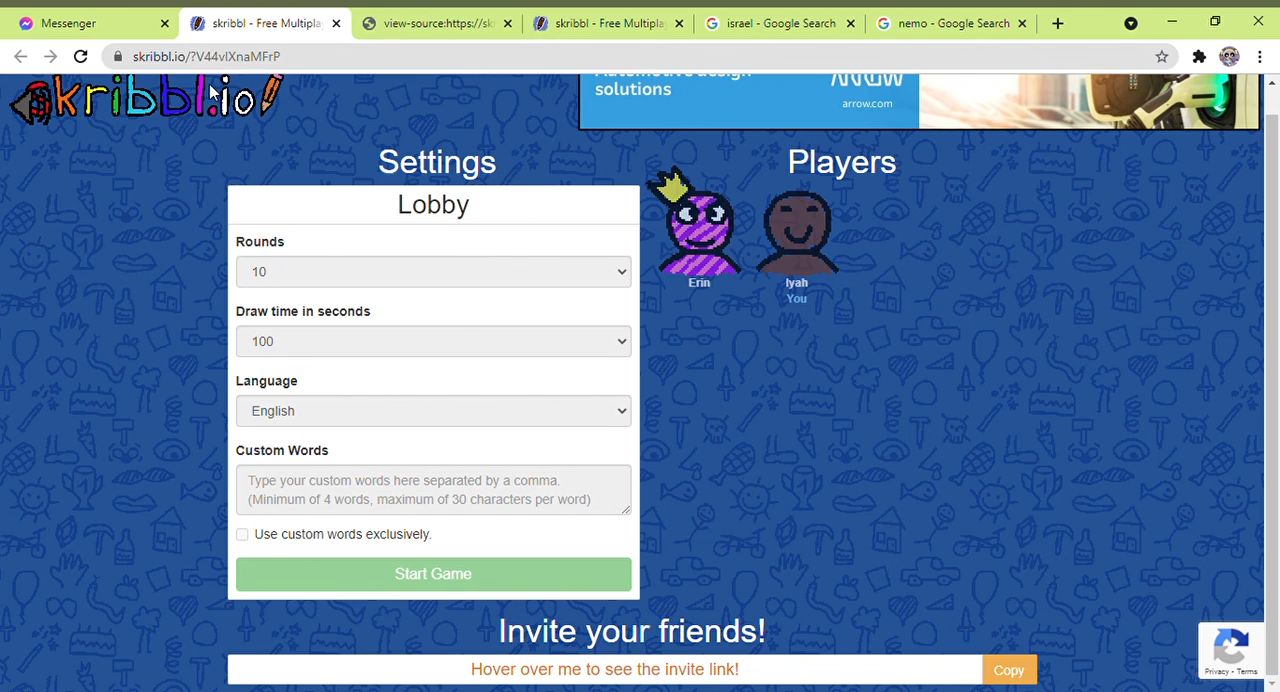 Messenger
skribbl - Free Multipla
view-source:https://skr
skribbl - Free Multipla
israel - Google Search
nemo - Google Search
skribbl.io/?V44vlXnaMFrP
skribbl.io
Automotive design
solutions
ARROW
arrow.com
Settings
Players
Lobby
Rounds
10
Draw time in seconds
100
Language
English
Custom Words
Type your custom words here separated by a comma.
(Minimum of 4 words, maximum of 30 characters per word)
Use custom words exclusively.
Start Game
Erin
Iyah
You
Invite your friends!
Hover over me to see the invite link!
Copy
Privacy - Terms